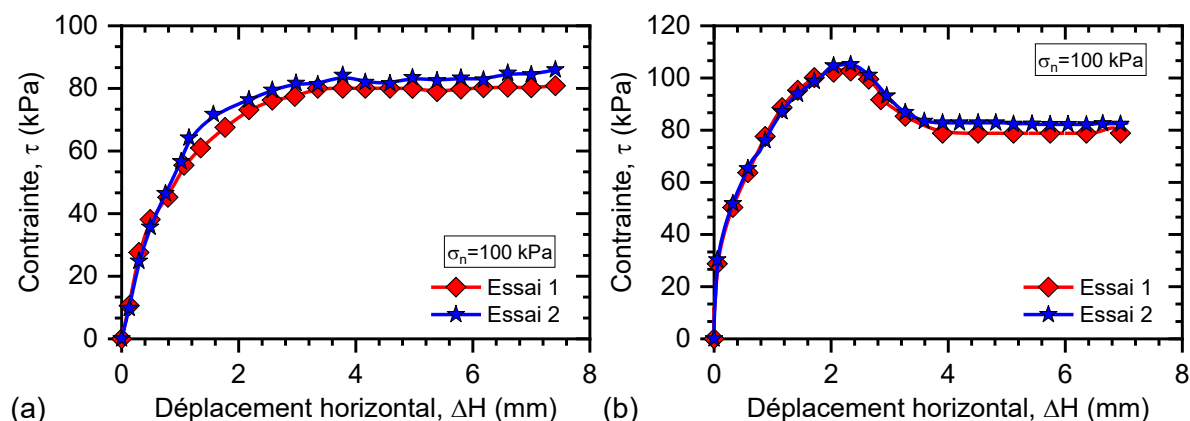 100
80
60
40
20
0
Contrainte, τ (kPa)
σn=100 kPa
Essai 1
Essai 2
0 2 4 6 8
(a) Déplacement horizontal, ΔH (mm)
120
100
80
60
40
20
0
Contrainte, τ (kPa)
σn=100 kPa
Essai 1
Essai 2
0 2 4 6 8
(b) Déplacement horizontal, ΔH (mm)